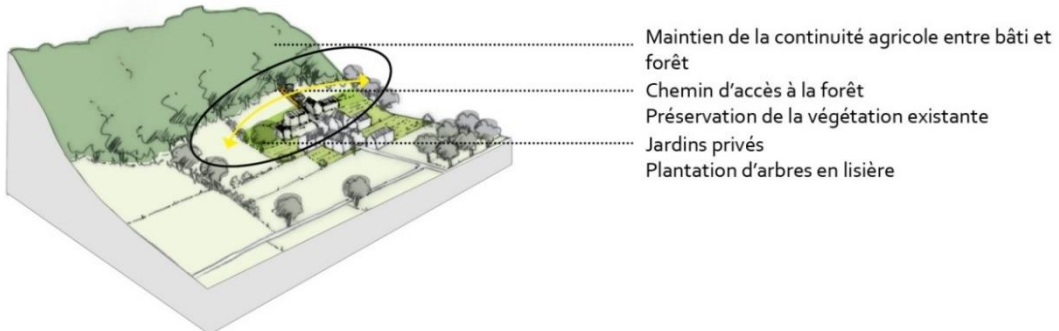 Maintien de la continuité agricole entre bâti et
forêt
Chemin d'accès à la forêt
Préservation de la végétation existante
Jardins privés
Plantation d'arbres en lisière